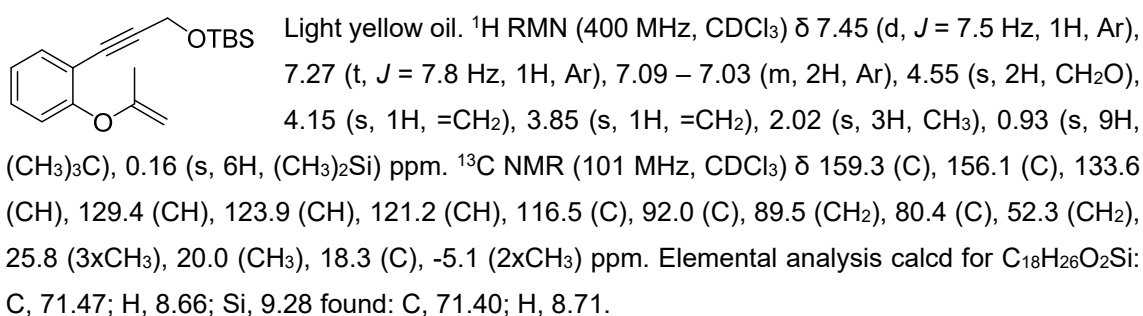 OTBS
O
Light yellow oil. ¹H RMN (400 MHz, CDCl₃) δ 7.45 (d, J = 7.5 Hz, 1H, Ar),
7.27 (t, J = 7.8 Hz, 1H, Ar), 7.09 – 7.03 (m, 2H, Ar), 4.55 (s, 2H, CH₂O),
4.15 (s, 1H, =CH₂), 3.85 (s, 1H, =CH₂), 2.02 (s, 3H, CH₃), 0.93 (s, 9H,
(CH₃)₃C), 0.16 (s, 6H, (CH₃)₂Si) ppm. ¹³C NMR (101 MHz, CDCl₃) δ 159.3 (C), 156.1 (C), 133.6
(CH), 129.4 (CH), 123.9 (CH), 121.2 (CH), 116.5 (C), 92.0 (C), 89.5 (CH₂), 80.4 (C), 52.3 (CH₂),
25.8 (3xCH₃), 20.0 (CH₃), 18.3 (C), -5.1 (2xCH₃) ppm. Elemental analysis calcd for C₁₈H₂₆O₂Si:
C, 71.47; H, 8.66; Si, 9.28 found: C, 71.40; H, 8.71.